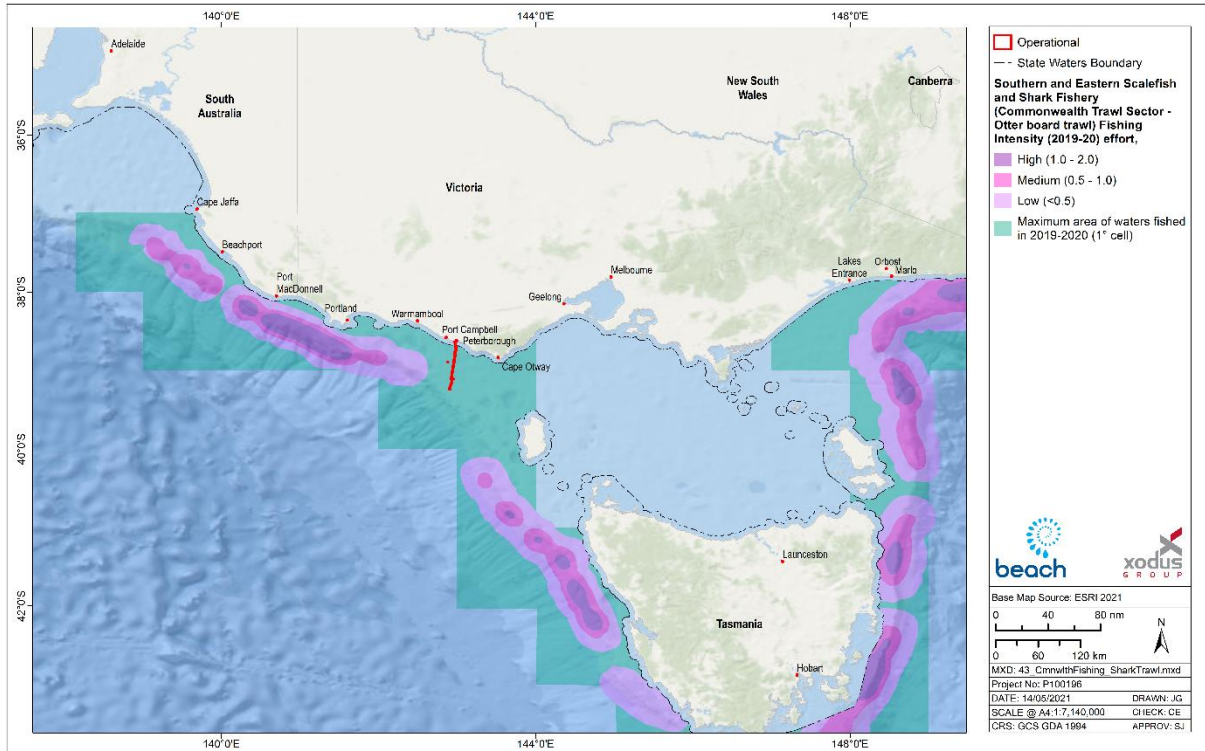 140°0'E
144°0'E
148°0'E
Adelaide
South
Australia
New South
Wales
Canberra
36°0'S
Victoria
Cape Jaffa
Beachport
Port
MacDonnell
Portland
Warrnambool
Port Campbell
Peterborough
Cape Otway
Geelong
Melbourne
Lakes
Entrance
Orbost
Marlo
38°0'S
40°0'S
42°0'S
Launceston
Tasmania
Hobart
140°0'E
144°0'E
148°0'E
Operational
State Waters Boundary
Southern and Eastern Scalefish
and Shark Fishery
(Commonwealth Trawl Sector -
Otter board trawl) Fishing
Intensity (2019-20) effort,
High (1.0 - 2.0)
Medium (0.5 - 1.0)
Low (<0.5)
Maximum area of waters fished
in 2019-2020 (1° cell)
beach
xodus
GROUP
Base Map Source: ESRI 2021
0 40 80 nm
0 60 120 km
N
MXD: 43_CmnwlthFishing_SharkTrawl.mxd
Project No: P100196
DATE: 14/05/2021 DRAWN: JG
SCALE @ A4:1:7,140,000 CHECK: CE
CRS: GCS GDA 1994 APPROV: SJ